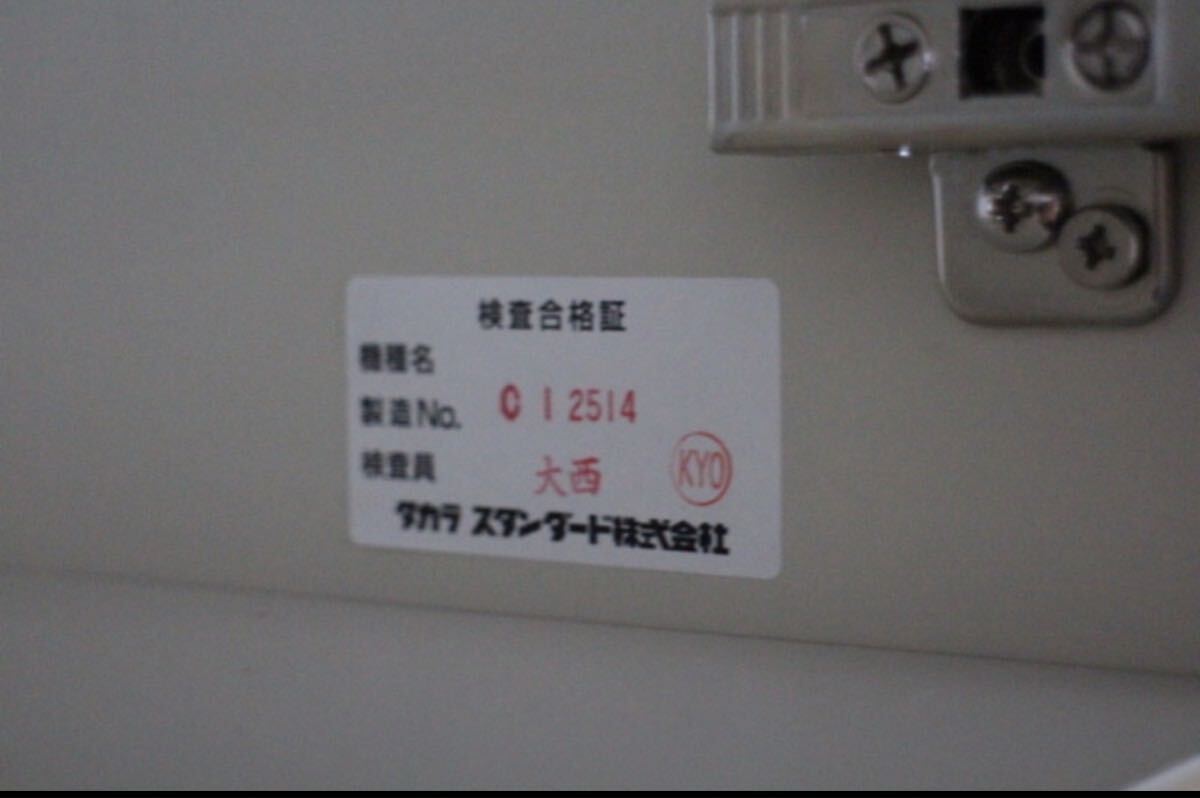 検査合格証
機種名
製造No. C 1 2514
検査員 大西 KYO
タカラ スタンダード株式会社